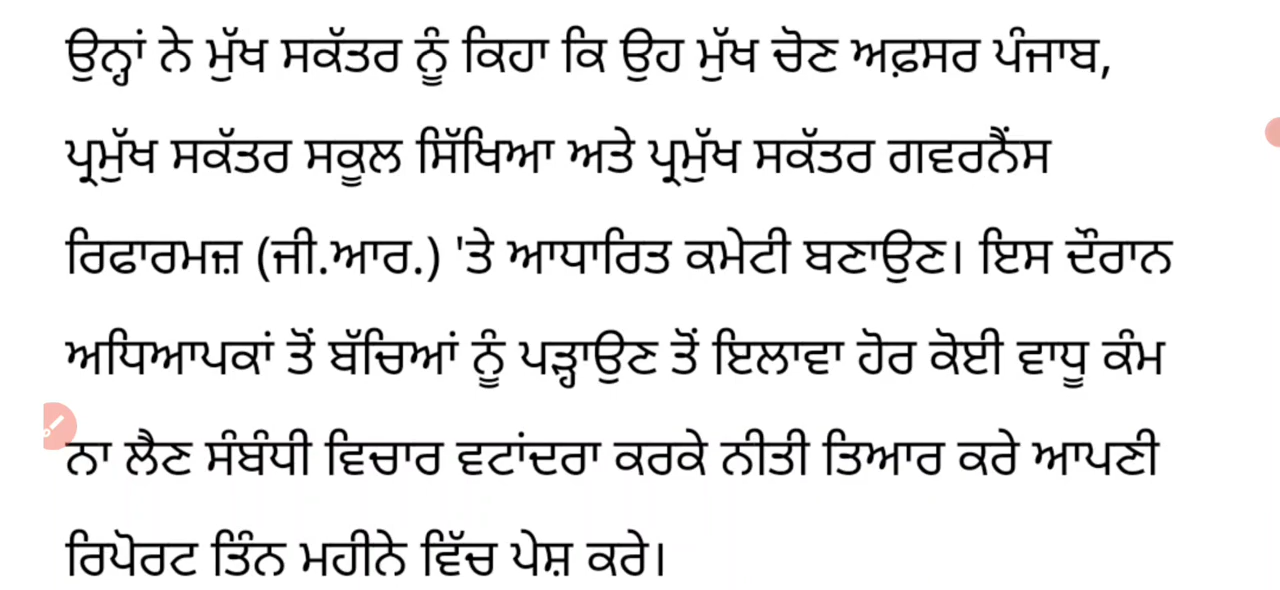 ਉਨ੍ਹਾਂ ਨੇ ਮੁੱਖ ਸਕੱਤਰ ਨੂੰ ਕਿਹਾ ਕਿ ਉਹ ਮੁੱਖ ਚੋਣ ਅਫ਼ਸਰ ਪੰਜਾਬ,
ਪ੍ਰਮੁੱਖ ਸਕੱਤਰ ਸਕੂਲ ਸਿੱਖਿਆ ਅਤੇ ਪ੍ਰਮੁੱਖ ਸਕੱਤਰ ਗਵਰਨੈਂਸ
ਰਿਫਾਰਮਜ਼ (ਜੀ.ਆਰ.) 'ਤੇ ਆਧਾਰਿਤ ਕਮੇਟੀ ਬਣਾਉਣ। ਇਸ ਦੌਰਾਨ
ਅਧਿਆਪਕਾਂ ਤੋਂ ਬੱਚਿਆਂ ਨੂੰ ਪੜ੍ਹਾਉਣ ਤੋਂ ਇਲਾਵਾ ਹੋਰ ਕੋਈ ਵਾਧੂ ਕੰਮ
ਨਾ ਲੈਣ ਸੰਬੰਧੀ ਵਿਚਾਰ ਵਟਾਂਦਰਾ ਕਰਕੇ ਨੀਤੀ ਤਿਆਰ ਕਰੇ ਆਪਣੀ
ਰਿਪੋਰਟ ਤਿੰਨ ਮਹੀਨੇ ਵਿੱਚ ਪੇਸ਼ ਕਰੇ।